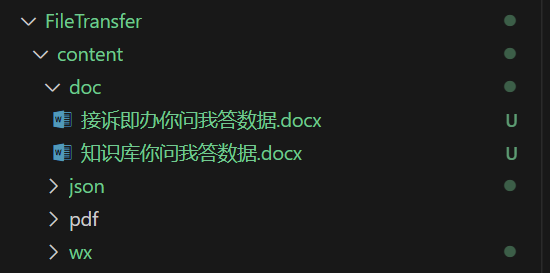 FileTransfer
content
doc
接诉即办你问我答数据.docx U
知识库你问我答数据.docx U
json
pdf
wx